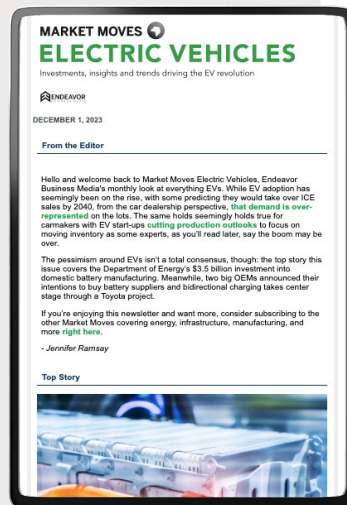 MARKET MOVES
ELECTRIC VEHICLES
Investments, insights and trends driving the EV revolution
ENDEAVOR
DECEMBER 1, 2023
From the Editor
Hello and welcome back to Market Moves Electric Vehicles, Endeavor
Business Media's monthly look at everything EVs. While EV adoption has
seemingly been on the rise, with some predicting they would take over ICE
sales by 2040, from the car dealership perspective, that demand is over-
represented on the lots. The same holds seemingly holds true for
carmakers with EV start-ups cutting production outlooks to focus on
moving inventory as some experts, as you'll read later, say the boom may be
over.
The pessimism around EVs isn't a total consensus, though: the top story this
issue covers the Department of Energy's $3.5 billion investment into
domestic battery manufacturing. Meanwhile, two big OEMs announced their
intentions to buy battery suppliers and bidirectional charging takes center
stage through a Toyota project.
If you're enjoying this newsletter and want more, consider subscribing to the
other Market Moves covering energy, infrastructure, manufacturing, and
more right here.
- Jennifer Ramsay
Top Story